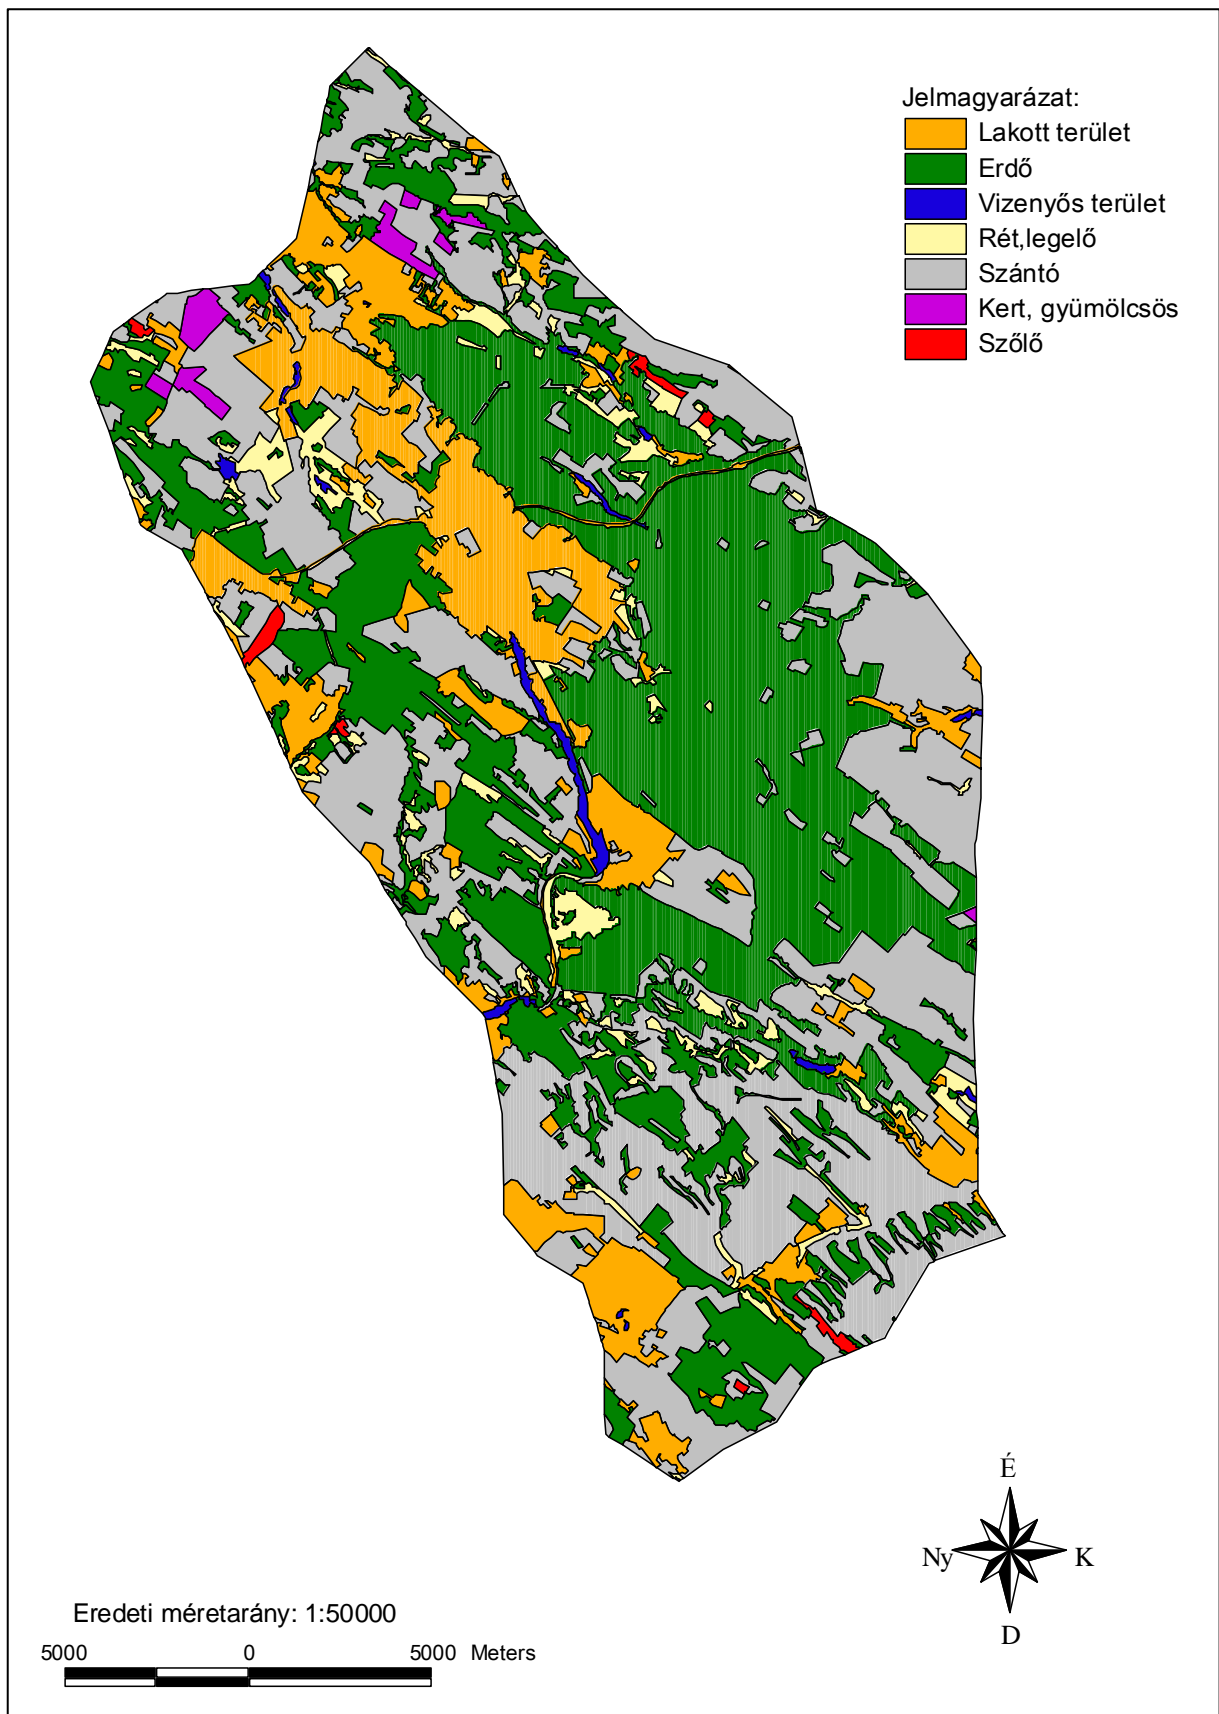 Jelmagyarázat:
Lakott terület
Erdő
Vizenyős terület
Rét,legelő
Szántó
Kert, gyümölcsös
Szőlő
É
Ny
K
D
Eredeti méretarány: 1:50000
5000 0 5000 Meters